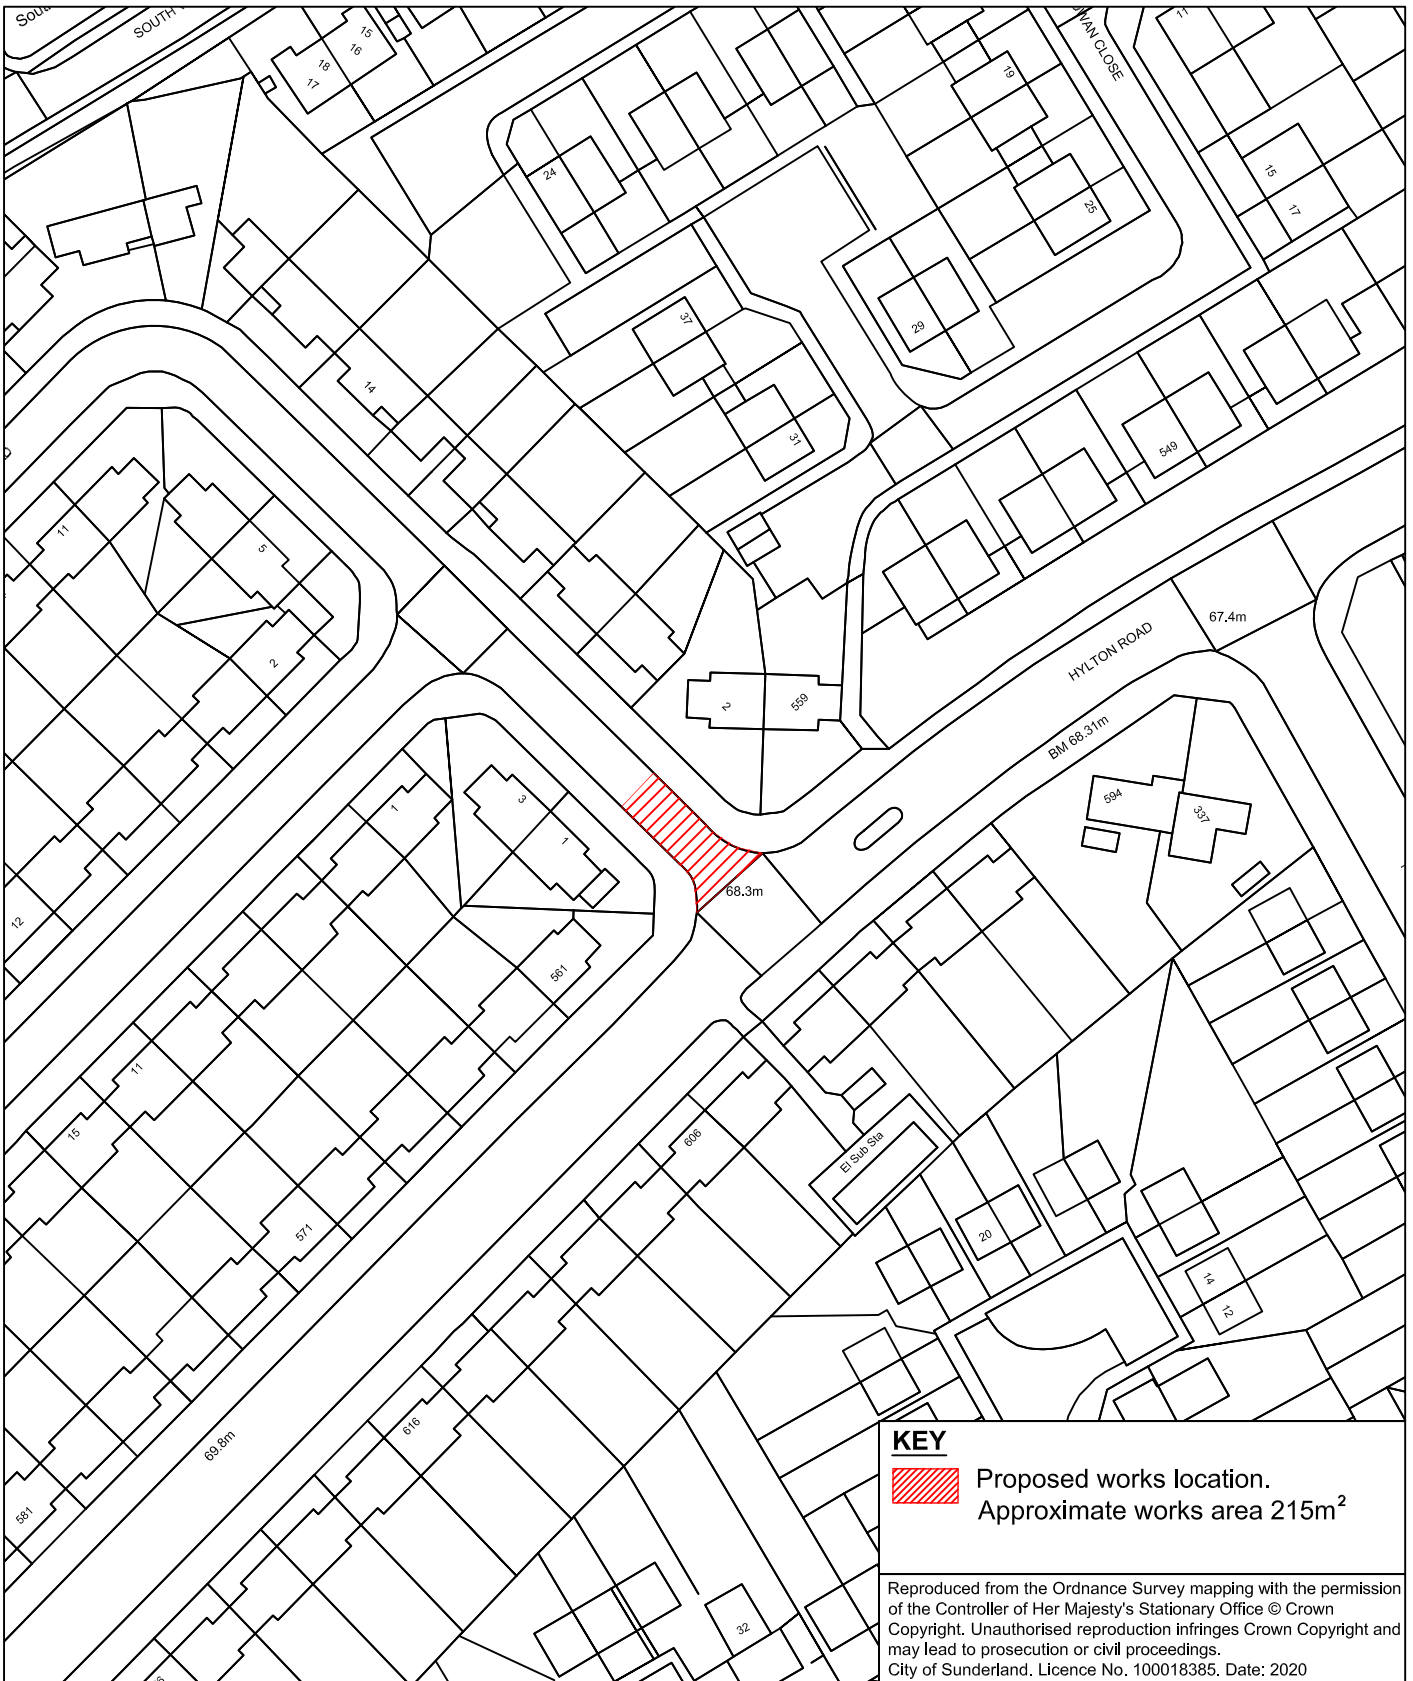 SOUTH
15
16
18
17
11
19
24
15
25
17
37
29
14
31
549
11
5
2
67.4m
HYLTON ROAD
2
559
BM 68.31m
3
1
1
594
337
68.3m
12
561
11
15
606
El Sub Sta
571
20
14
12
616
69.8m
581
32
KEY
Proposed works location.
Approximate works area 215m²
Reproduced from the Ordnance Survey mapping with the permission
of the Controller of Her Majesty's Stationary Office © Crown
Copyright. Unauthorised reproduction infringes Crown Copyright and
may lead to prosecution or civil proceedings.
City of Sunderland. Licence No. 100018385. Date: 2020